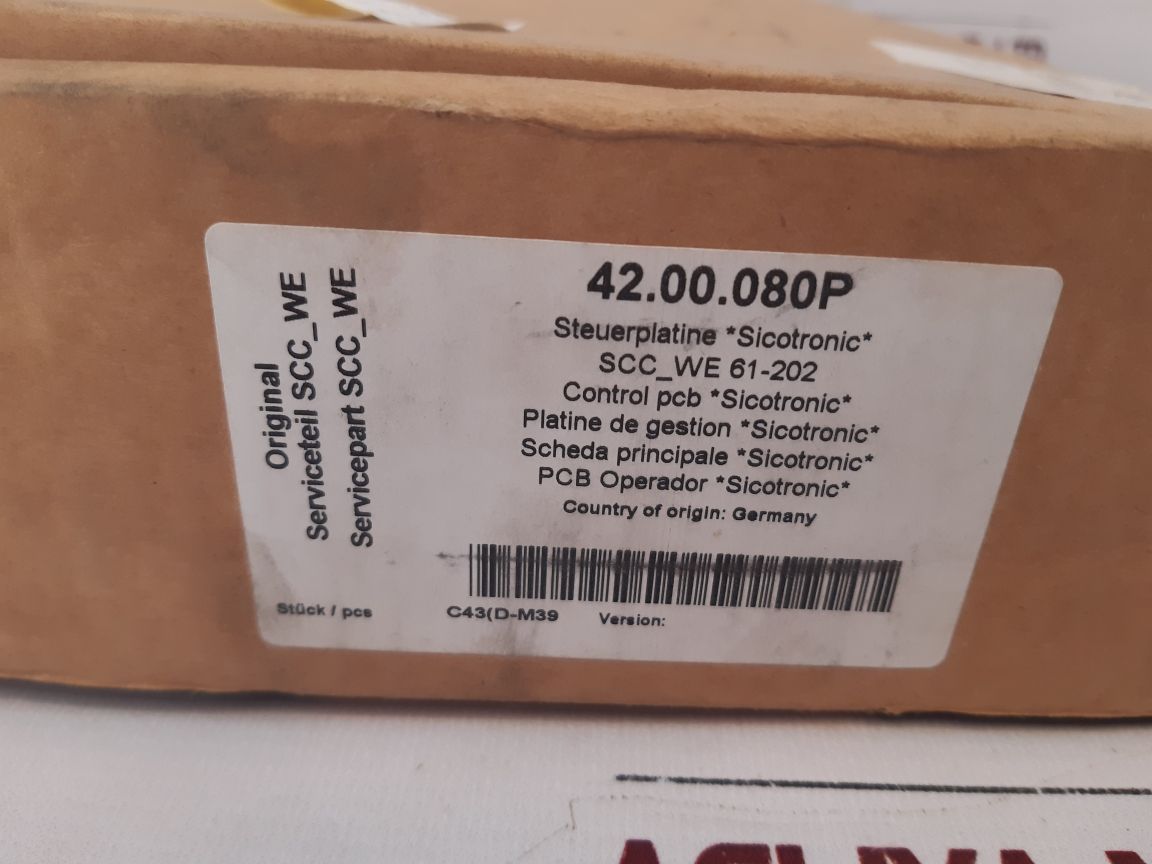 Original
Serviceteil SCC_WE
Servicepart SCC_WE
42.00.080P
Steuerplatine *Sicotronic*
SCC_WE 61-202
Control pcb *Sicotronic*
Platine de gestion *Sicotronic*
Scheda principale *Sicotronic*
PCB Operador *Sicotronic*
Country of origin: Germany
Stück / pcs
C43(D-M39 Version: